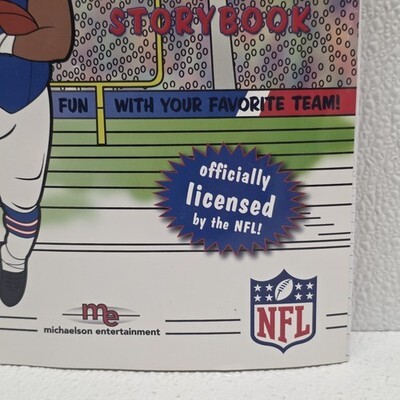 STORYBOOK
FUN WITH YOUR FAVORITE TEAM!
officially
licensed
by the NFL!
me
michaelson entertainment
NFL